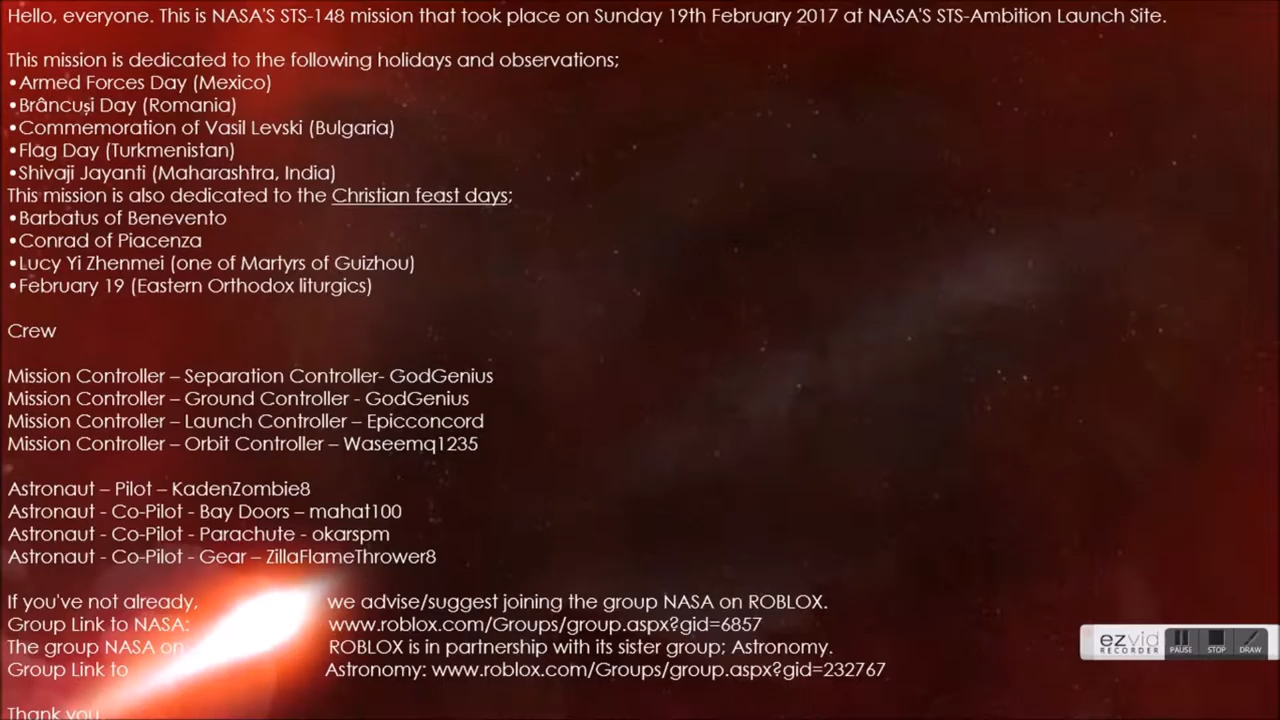 Hello, everyone. This is NASA'S STS-148 mission that took place on Sunday 19th February 2017 at NASA'S STS-Ambition Launch Site.
This mission is dedicated to the following holidays and observations;
•Armed Forces Day (Mexico)
•Brâncuși Day (Romania)
•Commemoration of Vasil Levski (Bulgaria)
•Flag Day (Turkmenistan)
•Shivaji Jayanti (Maharashtra, India)
This mission is also dedicated to the Christian feast days;
•Barbatus of Benevento
•Conrad of Piacenza
•Lucy Yi Zhenmei (one of Martyrs of Guizhou)
•February 19 (Eastern Orthodox liturgics)
Crew
Mission Controller – Separation Controller- GodGenius
Mission Controller – Ground Controller - GodGenius
Mission Controller – Launch Controller – Epicconcord
Mission Controller – Orbit Controller – Waseemq1235
Astronaut – Pilot – KadenZombie8
Astronaut - Co-Pilot - Bay Doors – mahat100
Astronaut - Co-Pilot - Parachute - okarspm
Astronaut - Co-Pilot - Gear – ZillaFlameThrower8
If you've not already, we advise/suggest joining the group NASA on ROBLOX.
Group Link to NASA: www.roblox.com/Groups/group.aspx?gid=6857
The group NASA on ROBLOX is in partnership with its sister group; Astronomy.
Group Link to Astronomy: www.roblox.com/Groups/group.aspx?gid=232767
Thank you
ezvid
RECORDER
PAUSE
STOP
DRAW